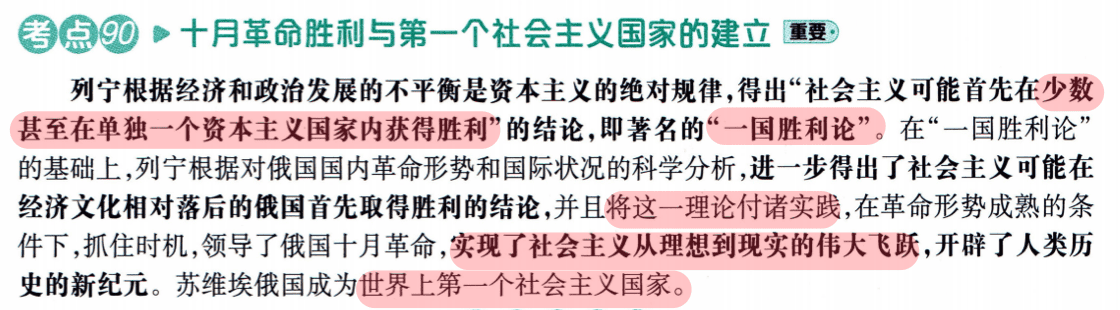 考点90 ▶ 十月革命胜利与第一个社会主义国家的建立 重要
列宁根据经济和政治发展的不平衡是资本主义的绝对规律,得出“社会主义可能首先在少数
甚至在单独一个资本主义国家内获得胜利”的结论,即著名的“一国胜利论”。在“一国胜利论”
的基础上,列宁根据对俄国国内革命形势和国际状况的科学分析,进一步得出了社会主义可能在
经济文化相对落后的俄国首先取得胜利的结论,并且将这一理论付诸实践,在革命形势成熟的条
件下,抓住时机,领导了俄国十月革命,实现了社会主义从理想到现实的伟大飞跃,开辟了人类历
史的新纪元。苏维埃俄国成为世界上第一个社会主义国家。